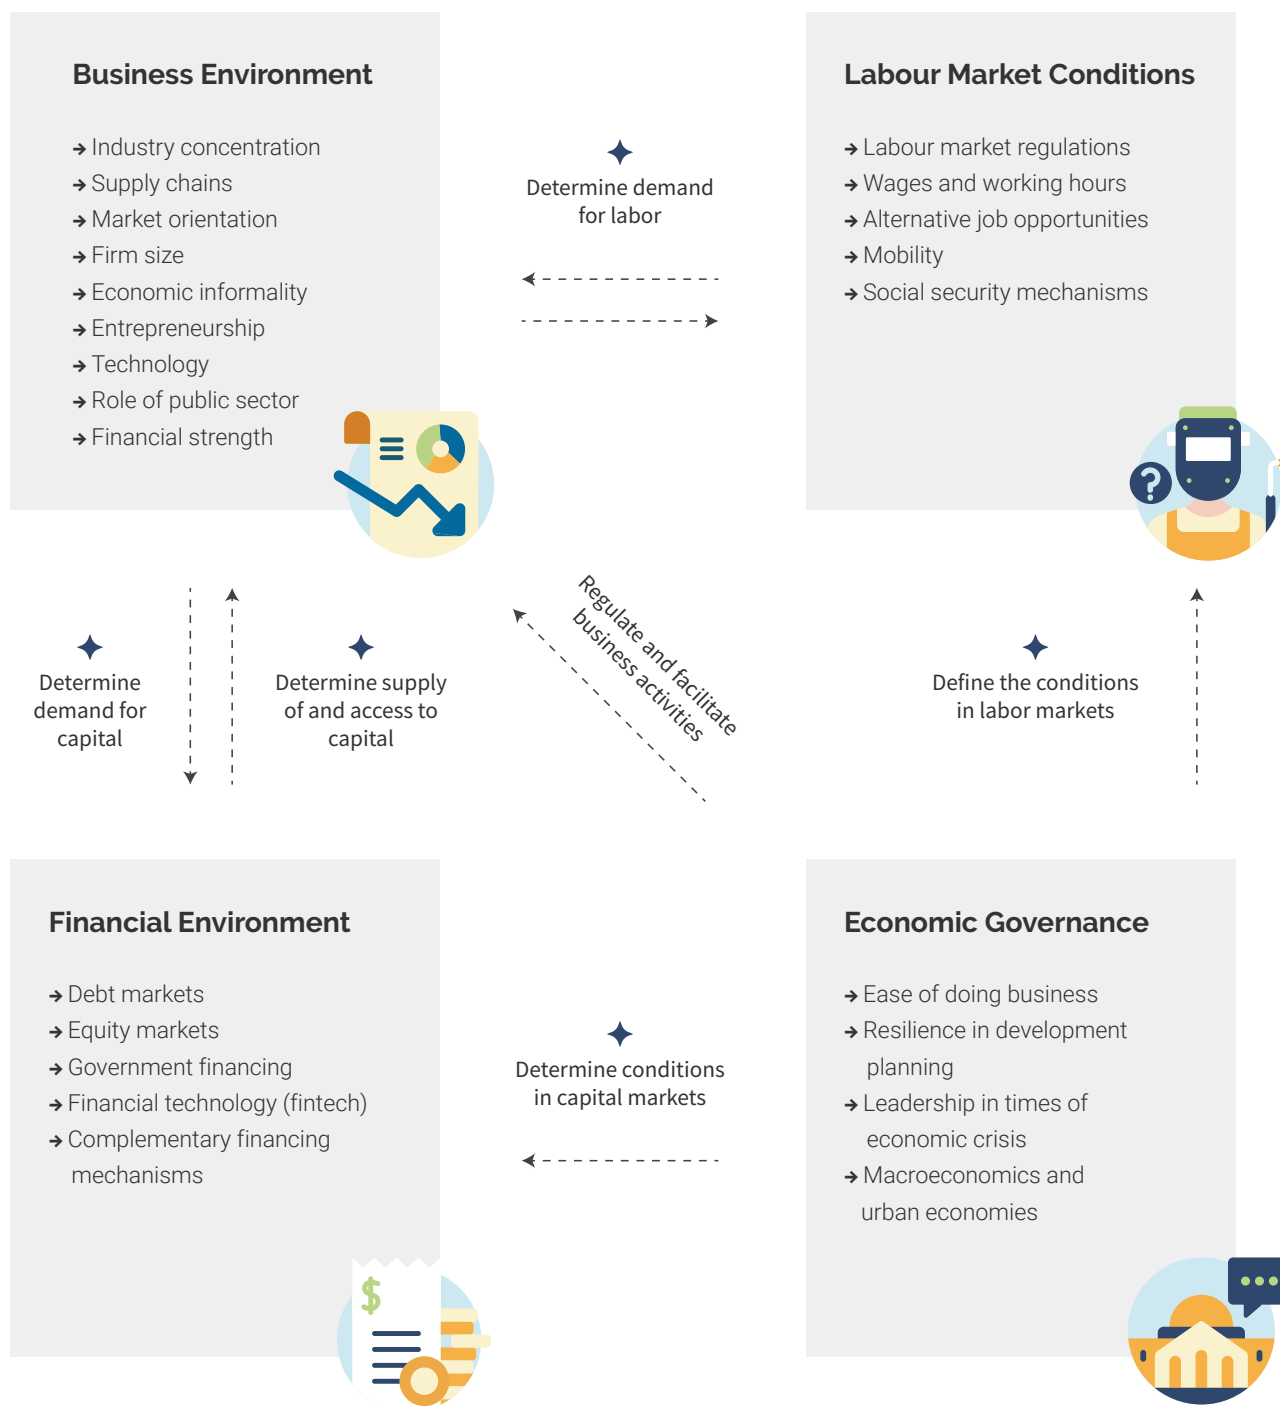 Business Environment
→ Industry concentration
→ Supply chains
→ Market orientation
→ Firm size
→ Economic informality
→ Entrepreneurship
→ Technology
→ Role of public sector
→ Financial strength
Determine demand
for labor
Labour Market Conditions
→ Labour market regulations
→ Wages and working hours
→ Alternative job opportunities
→ Mobility
→ Social security mechanisms
?
Determine
demand for
capital
Determine supply
of and access to
capital
Regulate and facilitate
business activities
Define the conditions
in labor markets
Financial Environment
→ Debt markets
→ Equity markets
→ Government financing
→ Financial technology (fintech)
→ Complementary financing
mechanisms
$
Determine conditions
in capital markets
Economic Governance
→ Ease of doing business
→ Resilience in development
planning
→ Leadership in times of
economic crisis
→ Macroeconomics and
urban economies